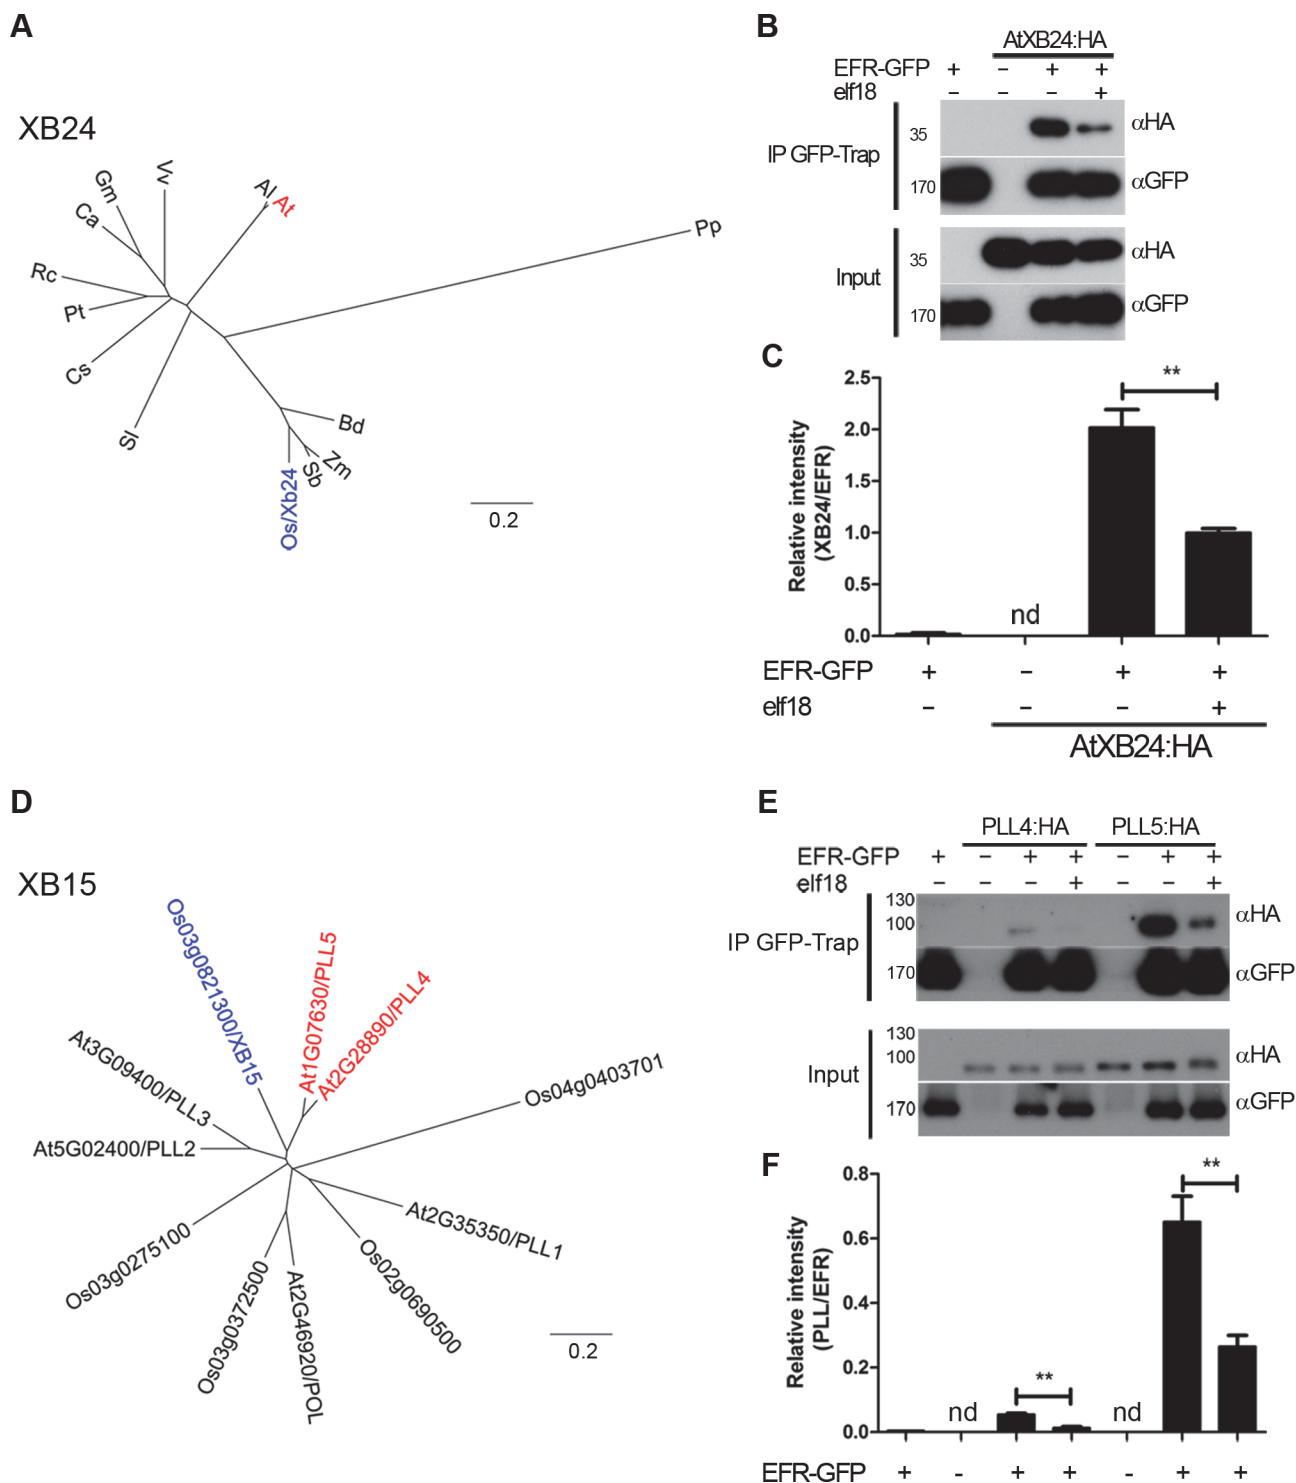 A
XB24
Vv
Gm
Ca
Al At
Rc
Pt
Cs
Sl
Pp
Bd
Zm
Sb
Os/Xb24
0.2
B
AtXB24:HA
EFR-GFP + − + +
elf18 − − − +
IP GFP-Trap
35 αHA
170 αGFP
Input
35 αHA
170 αGFP
C
Relative intensity
(XB24/EFR)
2.5
2.0
1.5
1.0
0.5
0.0
nd
**
EFR-GFP + − + +
elf18 − − − +
AtXB24:HA
D
XB15
Os03g0821300/XB15
At1G07630/PLL5
At2G28890/PLL4
At3G09400/PLL3
At5G02400/PLL2
Os04g0403701
At2G35350/PLL1
Os02g0690500
At2G46920/POL
Os03g0372500
Os03g0275100
0.2
E
PLL4:HA PLL5:HA
EFR-GFP + − + + − + +
elf18 − − − + − − +
IP GFP-Trap
130
100 αHA
170 αGFP
Input
130
100 αHA
170 αGFP
F
Relative intensity
(PLL/EFR)
0.8
0.6
0.4
0.2
0.0
nd
**
nd
**
EFR-GFP + - + + - + +